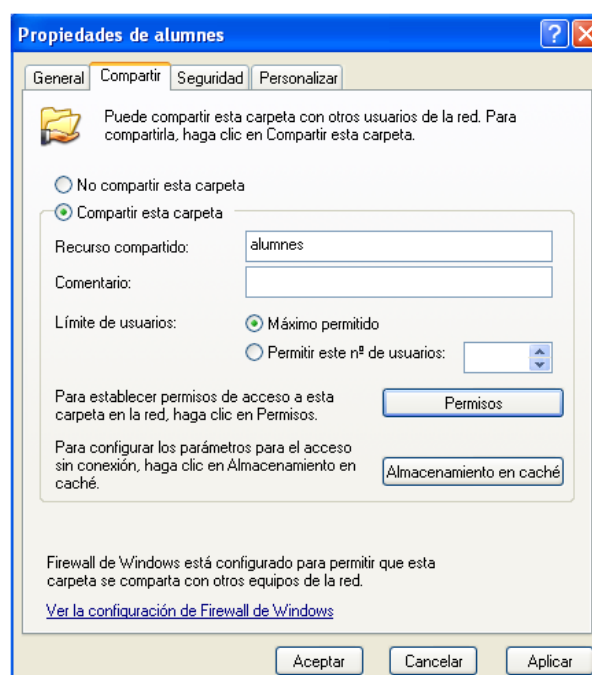 Propiedades de alumnes
General Compartir Seguridad Personalizar
Puede compartir esta carpeta con otros usuarios de la red. Para
compartirla, haga clic en Compartir esta carpeta.
No compartir esta carpeta
Compartir esta carpeta
Recurso compartido: alumnes
Comentario:
Límite de usuarios: Máximo permitido
Permitir este nº de usuarios:
Para establecer permisos de acceso a esta
carpeta en la red, haga clic en Permisos.
Permisos
Para configurar los parámetros para el acceso
sin conexión, haga clic en Almacenamiento en
caché.
Almacenamiento en caché
Firewall de Windows está configurado para permitir que esta
carpeta se comparta con otros equipos de la red.
Ver la configuración de Firewall de Windows
Aceptar Cancelar Aplicar